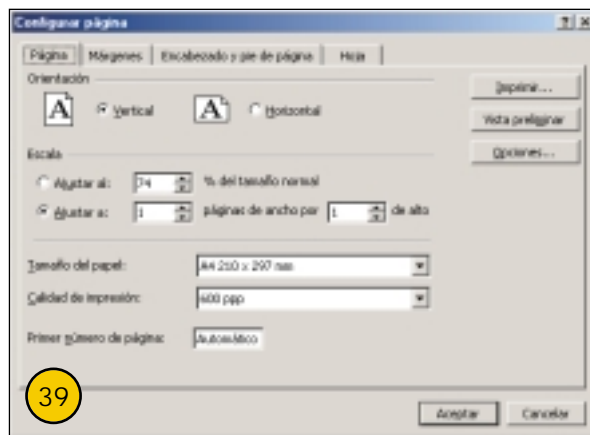 Configurar página
Página Márgenes Encabezado y pie de página Hoja
Orientación
A Vertical A Horizontal
Imprimir...
Vista preliminar
Opciones...
Escala
Ajustar al: 74 % del tamaño normal
Ajustar a: 1 páginas de ancho por 1 de alto
Tamaño del papel: A4 210 x 297 mm
Calidad de impresión: 600 ppp
Primer número de página: Automático
Aceptar Cancelar
39